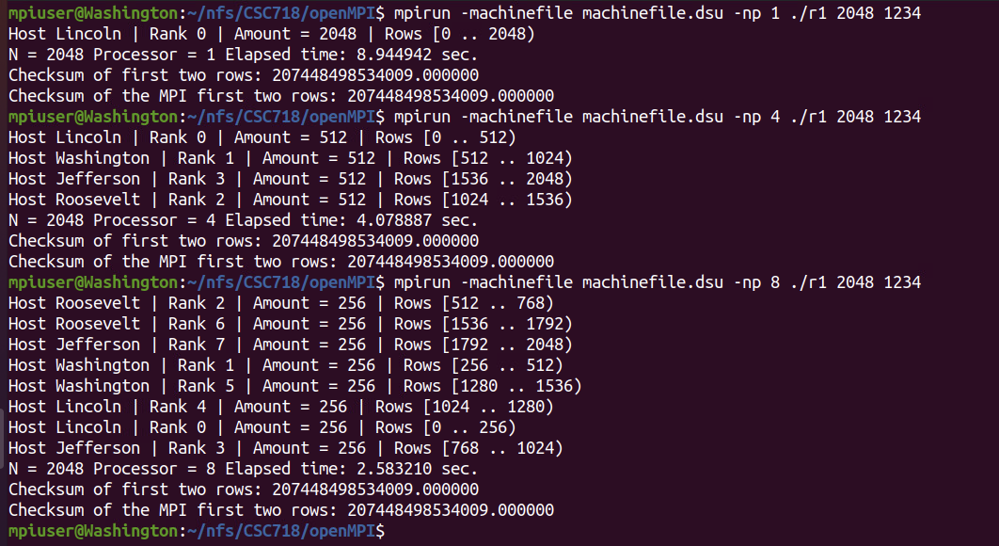 mpiuser@Washington:~/nfs/CSC718/openMPI$ mpirun -machinefile machinefile.dsu -np 1 ./r1 2048 1234
Host Lincoln | Rank 0 | Amount = 2048 | Rows [0 .. 2048)
N = 2048 Processor = 1 Elapsed time: 8.944942 sec.
Checksum of first two rows: 207448498534009.000000
Checksum of the MPI first two rows: 207448498534009.000000
mpiuser@Washington:~/nfs/CSC718/openMPI$ mpirun -machinefile machinefile.dsu -np 4 ./r1 2048 1234
Host Lincoln | Rank 0 | Amount = 512 | Rows [0 .. 512)
Host Washington | Rank 1 | Amount = 512 | Rows [512 .. 1024)
Host Jefferson | Rank 3 | Amount = 512 | Rows [1536 .. 2048)
Host Roosevelt | Rank 2 | Amount = 512 | Rows [1024 .. 1536)
N = 2048 Processor = 4 Elapsed time: 4.078887 sec.
Checksum of first two rows: 207448498534009.000000
Checksum of the MPI first two rows: 207448498534009.000000
mpiuser@Washington:~/nfs/CSC718/openMPI$ mpirun -machinefile machinefile.dsu -np 8 ./r1 2048 1234
Host Roosevelt | Rank 2 | Amount = 256 | Rows [512 .. 768)
Host Roosevelt | Rank 6 | Amount = 256 | Rows [1536 .. 1792)
Host Jefferson | Rank 7 | Amount = 256 | Rows [1792 .. 2048)
Host Washington | Rank 1 | Amount = 256 | Rows [256 .. 512)
Host Washington | Rank 5 | Amount = 256 | Rows [1280 .. 1536)
Host Lincoln | Rank 4 | Amount = 256 | Rows [1024 .. 1280)
Host Lincoln | Rank 0 | Amount = 256 | Rows [0 .. 256)
Host Jefferson | Rank 3 | Amount = 256 | Rows [768 .. 1024)
N = 2048 Processor = 8 Elapsed time: 2.583210 sec.
Checksum of first two rows: 207448498534009.000000
Checksum of the MPI first two rows: 207448498534009.000000
mpiuser@Washington:~/nfs/CSC718/openMPI$